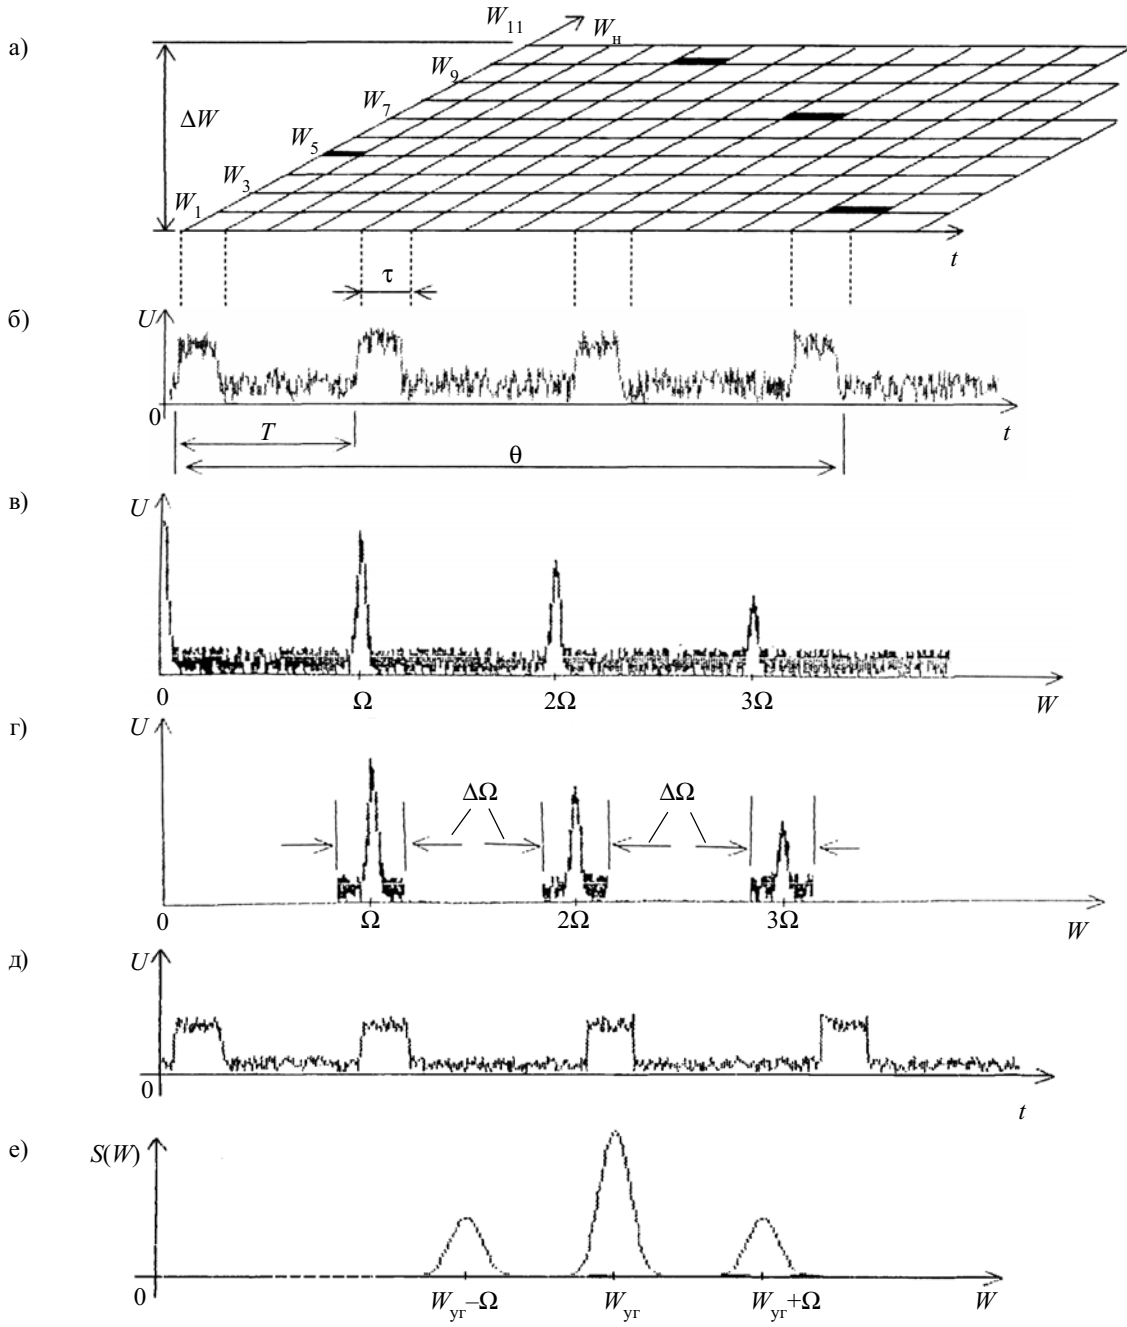 а)
W₁₁
Wн
W₉
W₇
ΔW
W₅
W₃
W₁
t
τ
б)
U
0
t
T
θ
в)
U
0
Ω
2Ω
3Ω
W
г)
U
ΔΩ
ΔΩ
0
Ω
2Ω
3Ω
W
д)
U
0
t
е)
S(W)
0
Wуг–Ω
Wуг
Wуг+Ω
W